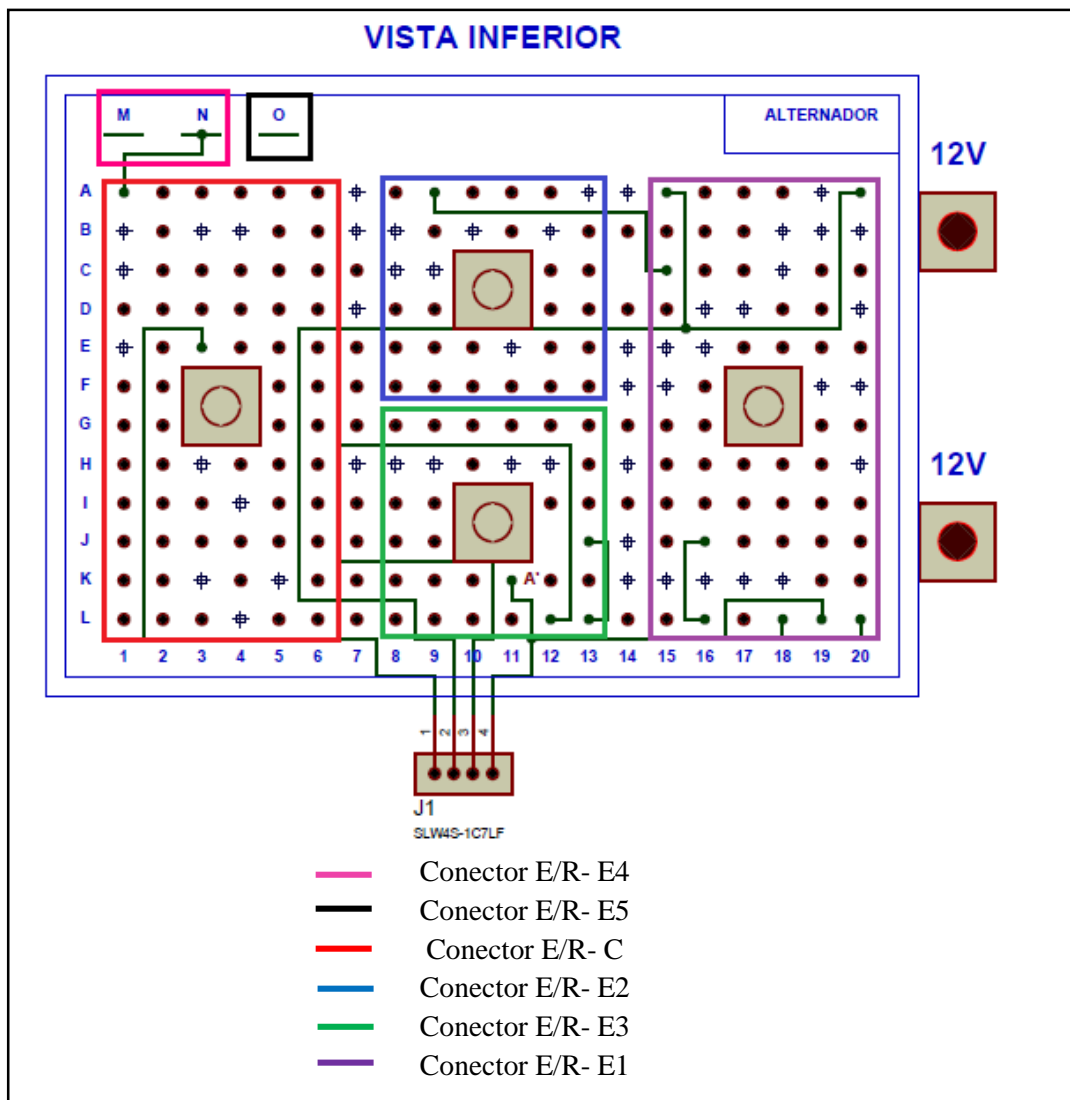 VISTA INFERIOR
M N O ALTERNADOR
12V
A
B
C
D
E
F
G
H
12V
I
J
K A'
L
1 2 3 4 5 6 7 8 9 10 11 12 13 14 15 16 17 18 19 20
1 2 3 4
J1
SLW4S-1C7LF
Conector E/R- E4
Conector E/R- E5
Conector E/R- C
Conector E/R- E2
Conector E/R- E3
Conector E/R- E1